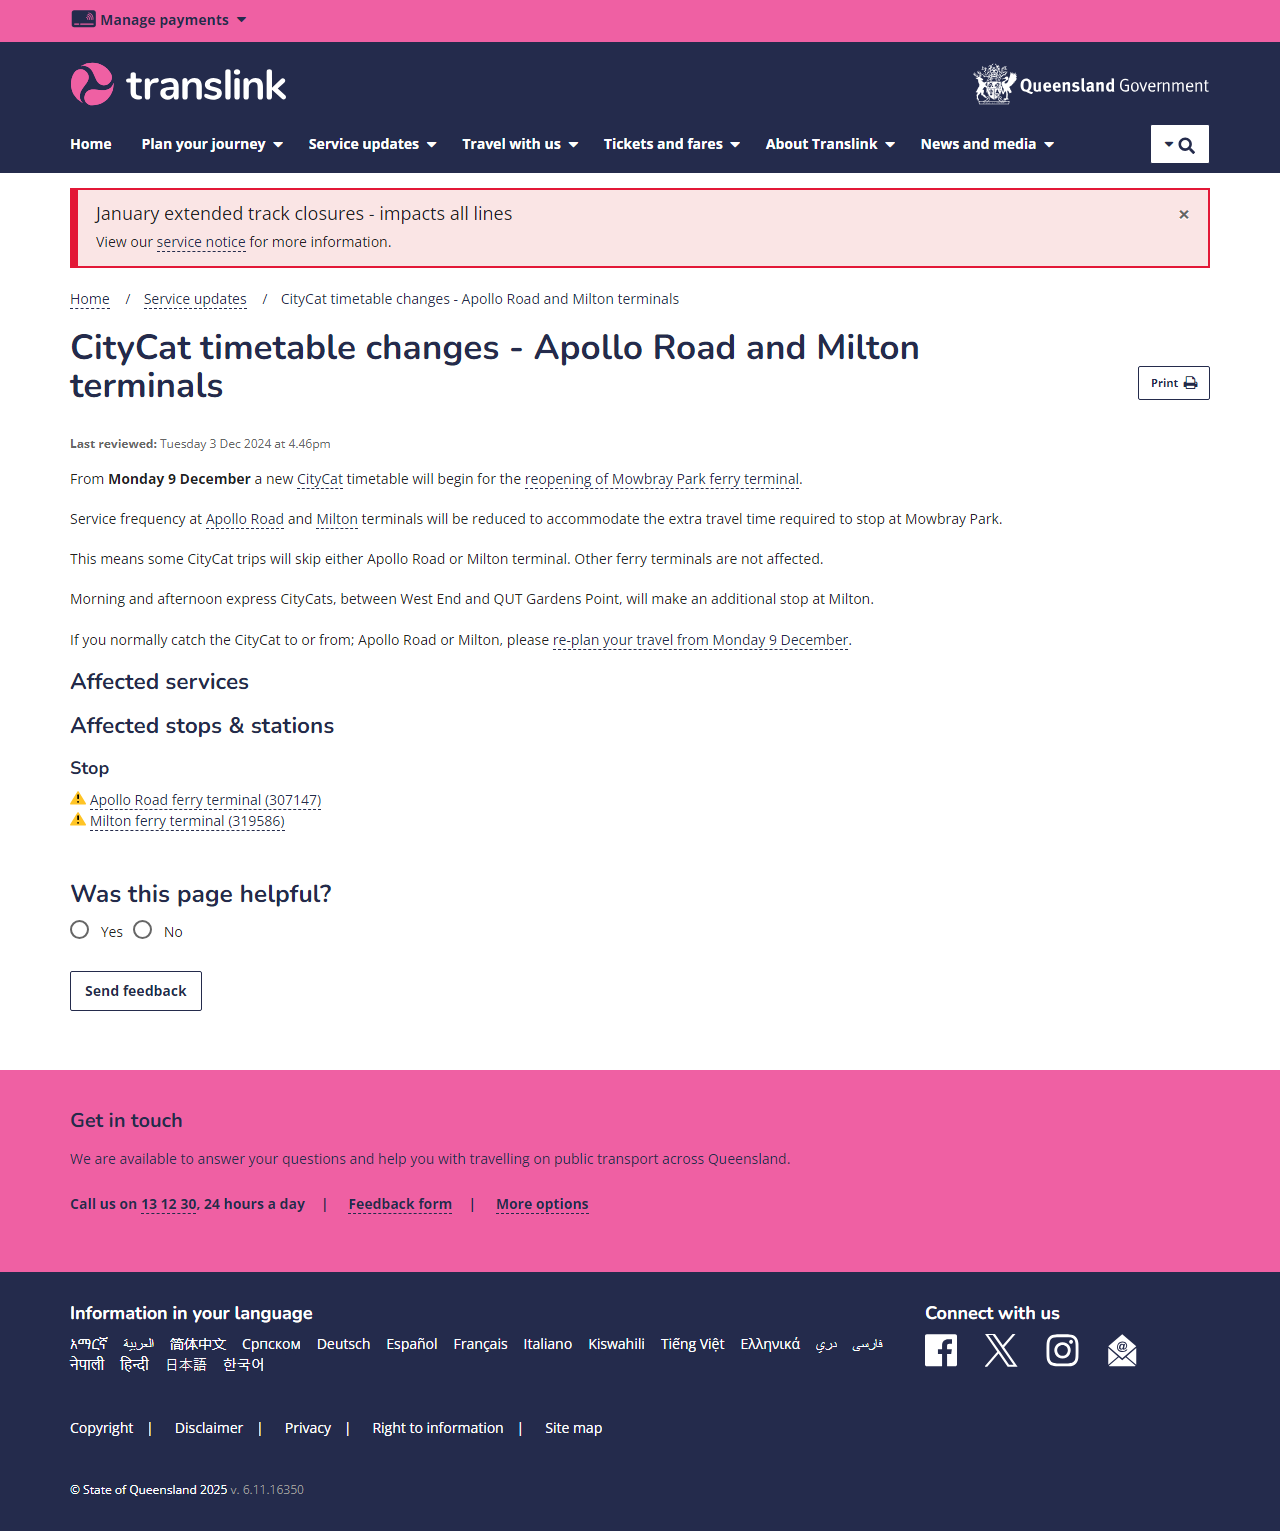 Manage payments
translink
Queensland Government
Home Plan your journey Service updates Travel with us Tickets and fares About Translink News and media
January extended track closures - impacts all lines ×
View our service notice for more information.
Home / Service updates / CityCat timetable changes - Apollo Road and Milton terminals
CityCat timetable changes - Apollo Road and Milton
terminals
Print
Last reviewed: Tuesday 3 Dec 2024 at 4.46pm
From Monday 9 December a new CityCat timetable will begin for the reopening of Mowbray Park ferry terminal.
Service frequency at Apollo Road and Milton terminals will be reduced to accommodate the extra travel time required to stop at Mowbray Park.
This means some CityCat trips will skip either Apollo Road or Milton terminal. Other ferry terminals are not affected.
Morning and afternoon express CityCats, between West End and QUT Gardens Point, will make an additional stop at Milton.
If you normally catch the CityCat to or from; Apollo Road or Milton, please re-plan your travel from Monday 9 December.
Affected services
Affected stops & stations
Stop
Apollo Road ferry terminal (307147)
Milton ferry terminal (319586)
Was this page helpful?
Yes No
Send feedback
Get in touch
We are available to answer your questions and help you with travelling on public transport across Queensland.
Call us on 13 12 30, 24 hours a day | Feedback form | More options
Information in your language
አማርኛ العربية 简体中文 Српском Deutsch Español Français Italiano Kiswahili Tiếng Việt Ελληνικά دري فارسی
नेपाली हिन्दी 日本語 한국어
Connect with us
Copyright | Disclaimer | Privacy | Right to information | Site map
© State of Queensland 2025 v. 6.11.16350